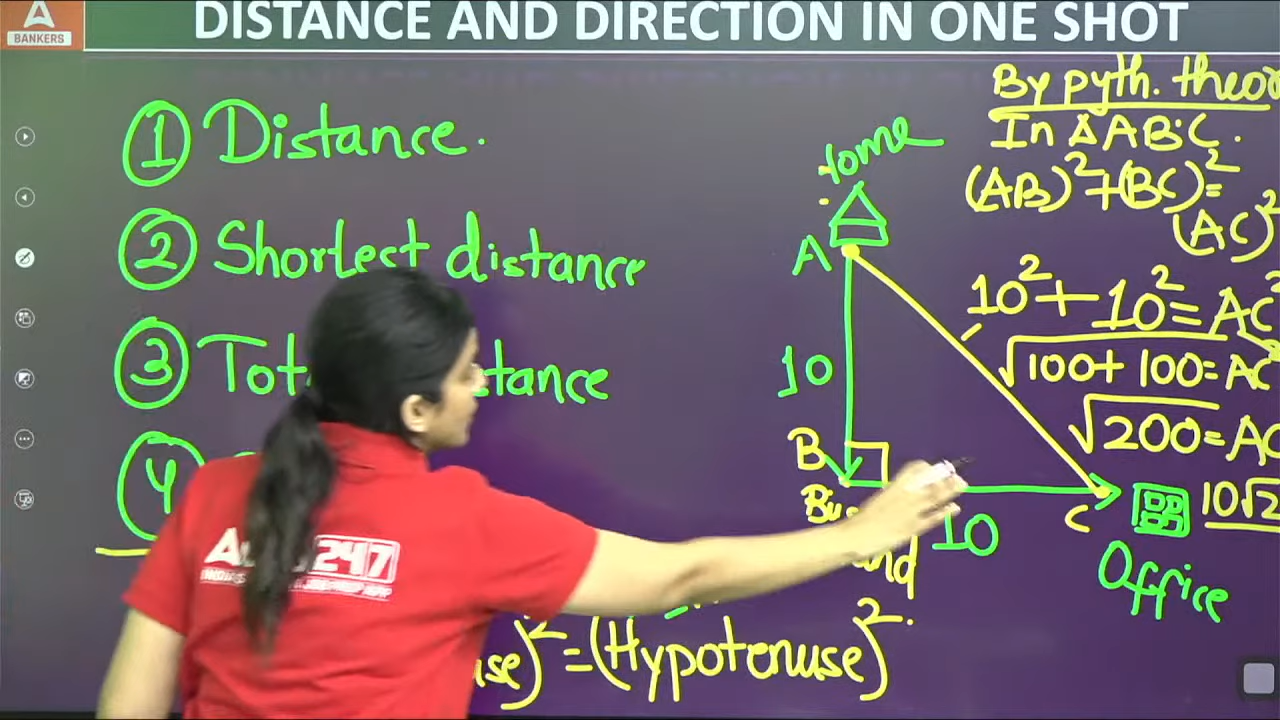 A
BANKERS
DISTANCE AND DIRECTION IN ONE SHOT
① Distance.
② Shortest distance
③
④
Home
A
10
B
10
C
Office
By pyth. theor
In ΔABC.
(AB)²+(BC)²=
(AC)²
10²+ 10²= AC²
√100+ 100= AC
√200= AC
10√2
247
)²=(Hypotenuse)².